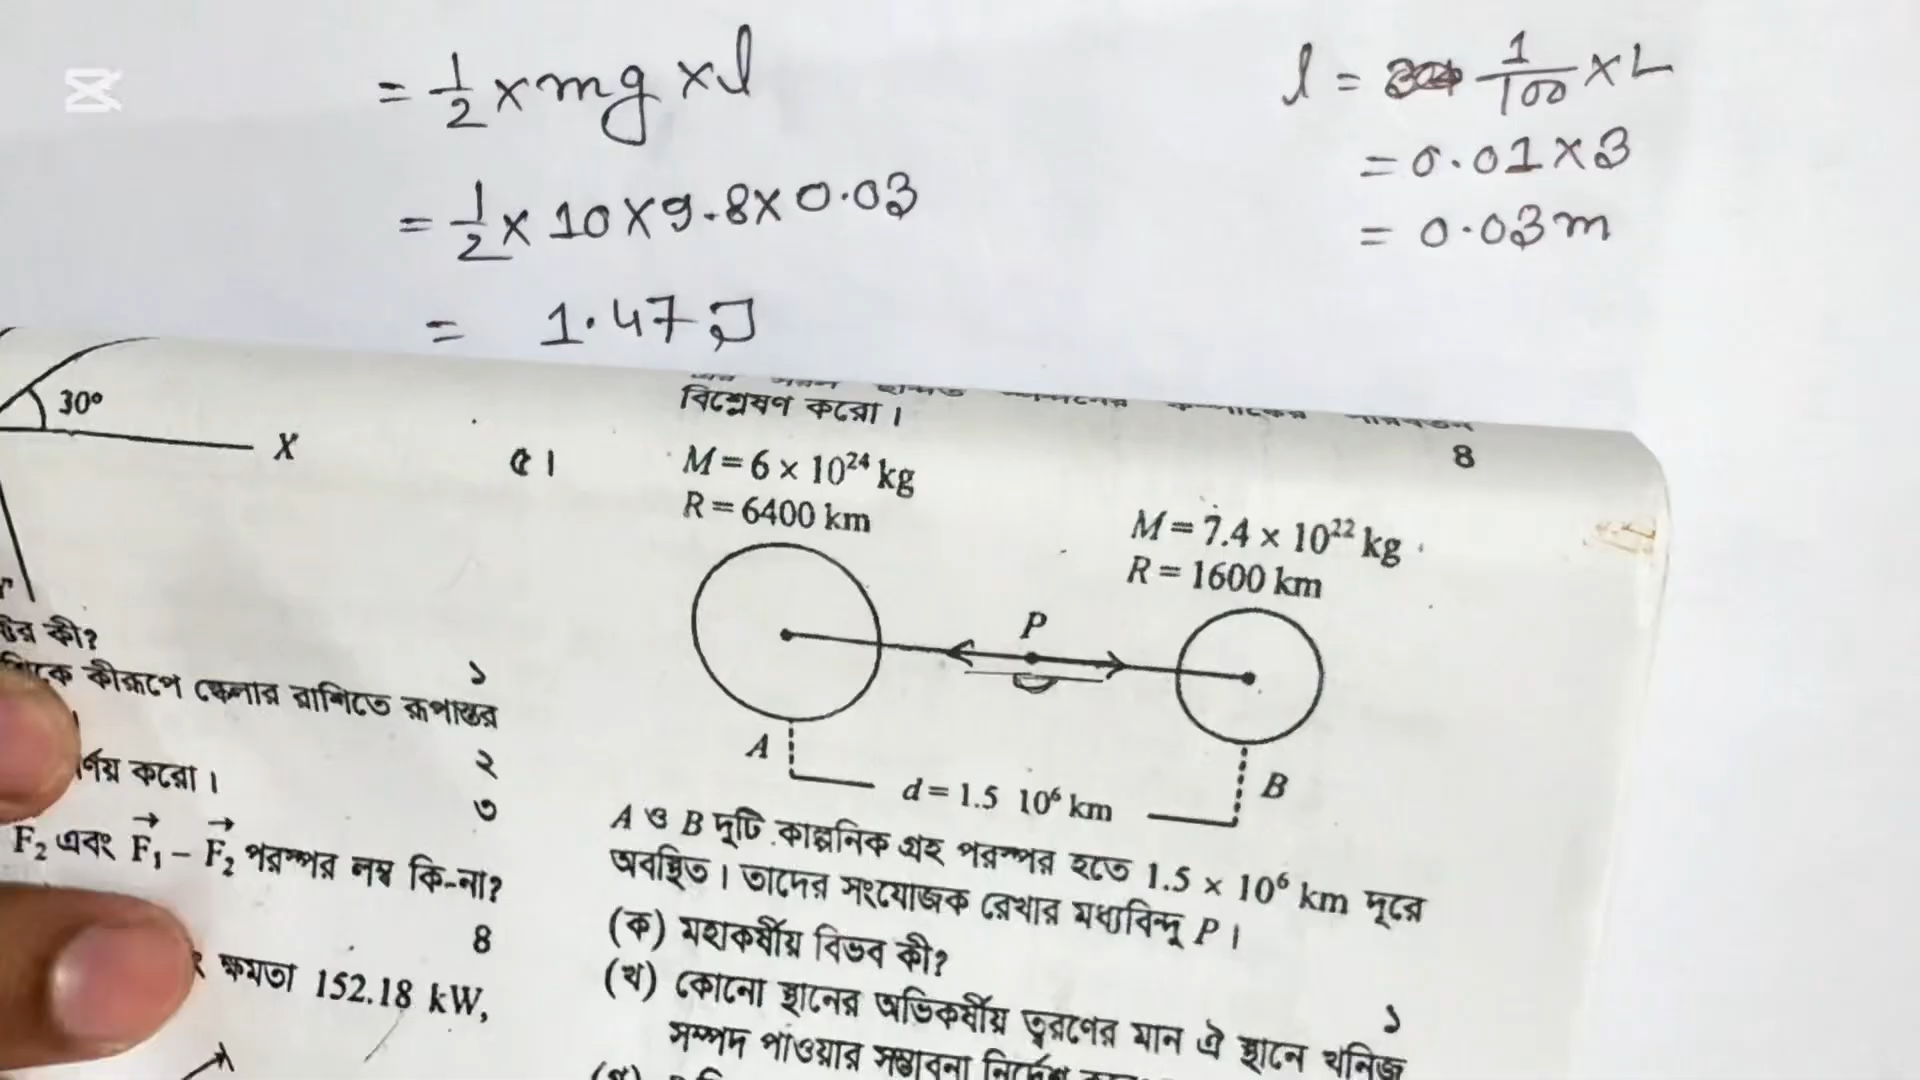 = 1/2 × mg × l
= 1/2 × 10 × 9.8 × 0.03
= 1.47 J
l = 1/100 × L
= 0.01 × 3
= 0.03 m
30°
X
র কী?
১
কে কীরূপে স্কেলার রাশিতে রূপান্তর
২
র্ণয় করো।
৩
F₂ এবং F₁ – F₂ পরস্পর লম্ব কি-না?
৪
ক্ষমতা 152.18 kW,
বিশ্লেষণ করো।
৪
৫।
M = 6 × 10²⁴ kg
R = 6400 km
M = 7.4 × 10²² kg
R = 1600 km
P
A
B
d = 1.5 10⁶ km
A ও B দুটি কাল্পনিক গ্রহ পরস্পর হতে 1.5 × 10⁶ km দূরে
অবস্থিত। তাদের সংযোজক রেখার মধ্যবিন্দু P।
(ক) মহাকর্ষীয় বিভব কী?
১
(খ) কোনো স্থানের অভিকর্ষীয় ত্বরণের মান ঐ স্থানে খনিজ
সম্পদ পাওয়ার সম্ভাবনা নির্দেশ
(গ)